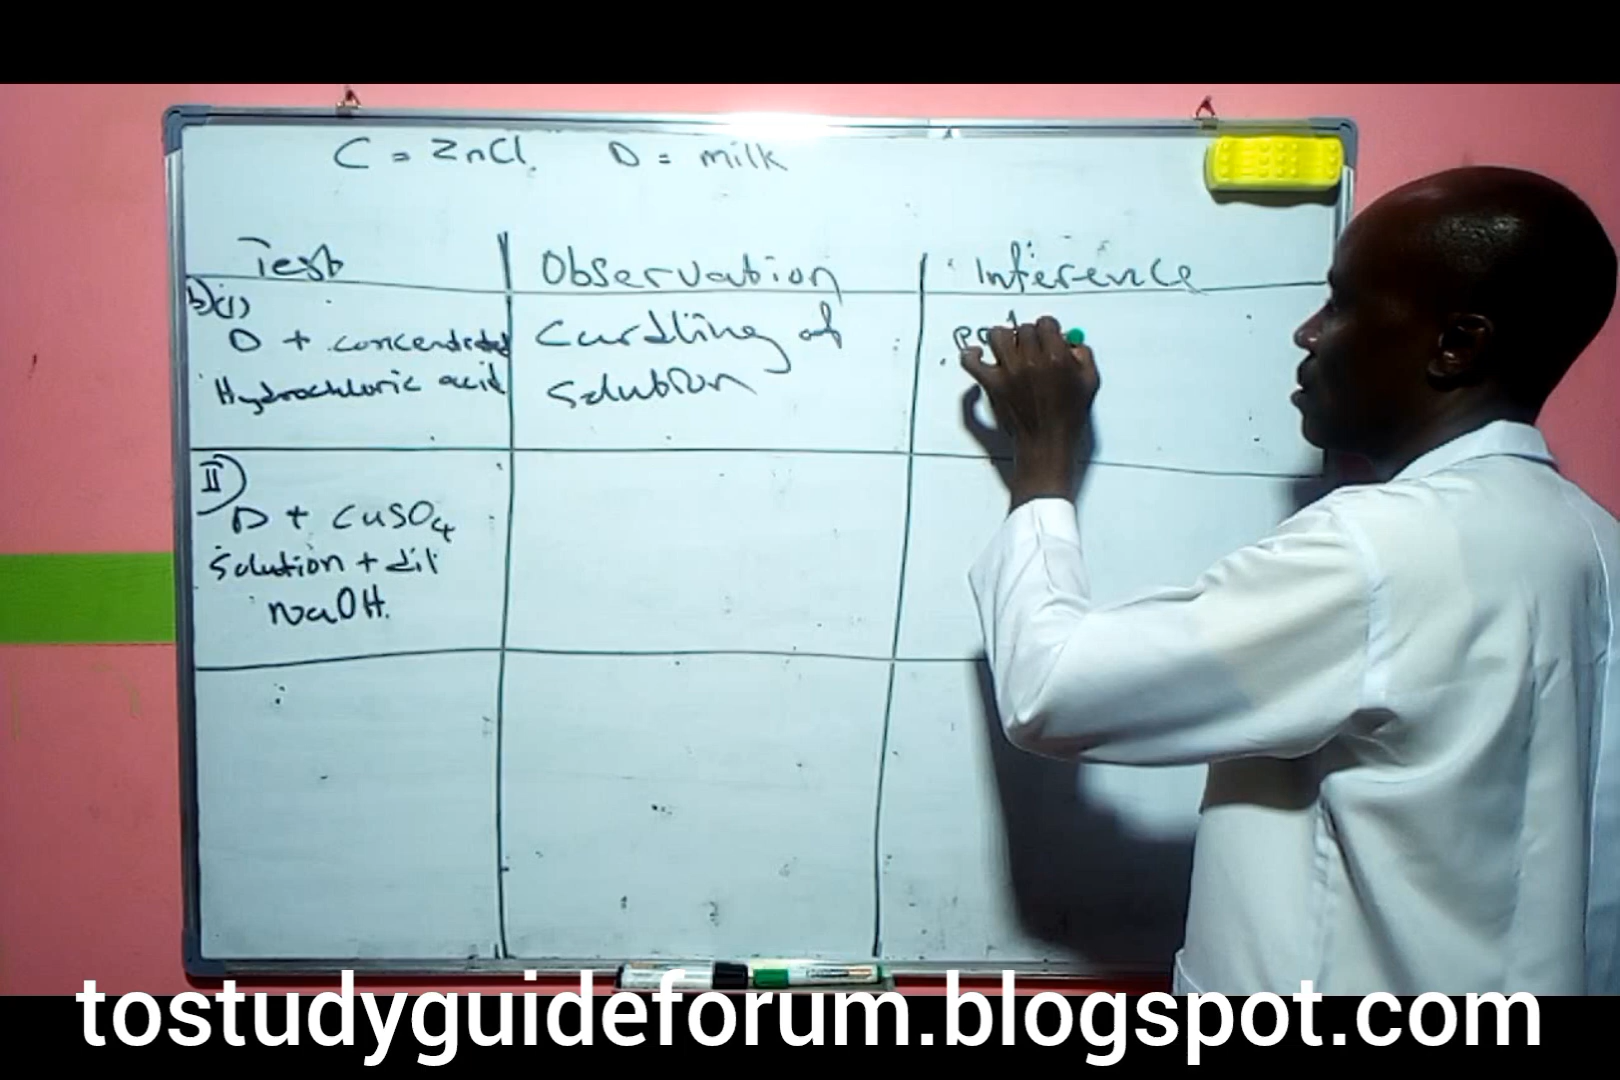 C = ZnCl. D = milk
Test Observation Inference
b)(i)
D + concentrated Curdling of
Hydrochloric acid solution
II)
D + CuSO4
solution + dil
NaOH.
tostudyguideforum.blogspot.com